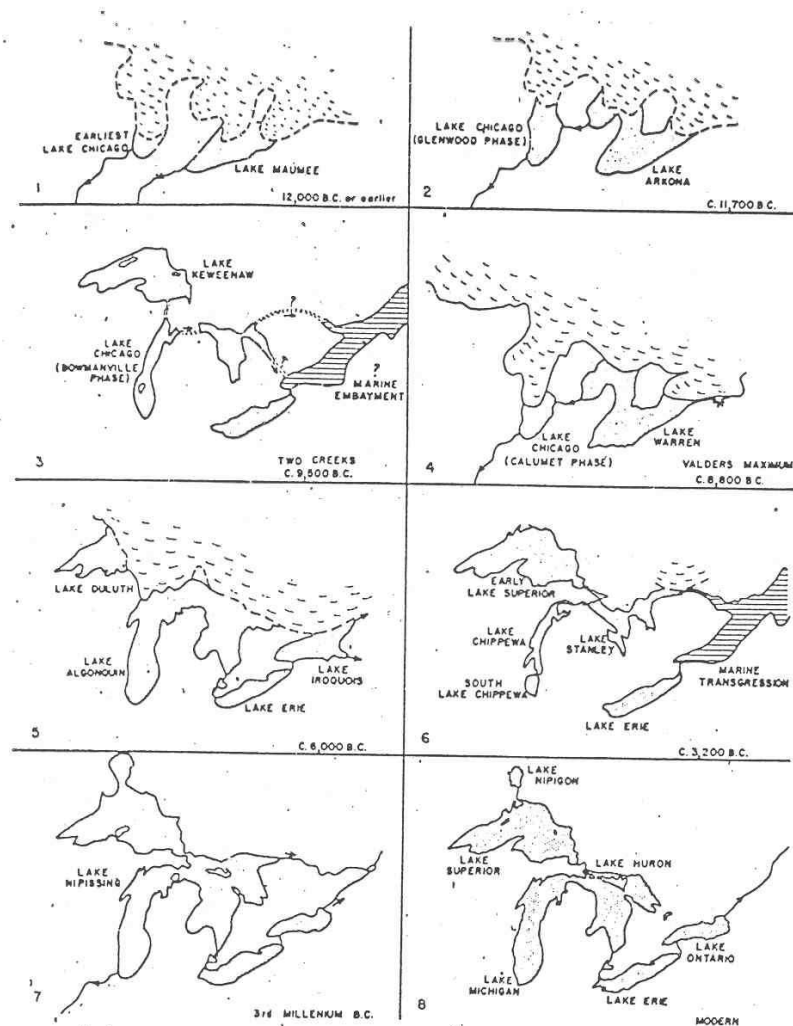 EARLIEST
LAKE CHICAGO
LAKE MAUMEE
1
12,000 B.C. or earlier
LAKE CHICAGO
(GLENWOOD PHASE)
LAKE
ARKONA
2
C. 11,700 B.C.
LAKE
KEWEENAW
LAKE
CHICAGO
(BOWMANVILLE
PHASE)
?
?
?
MARINE
EMBAYMENT
3
TWO CREEKS
C. 9,500 B.C.
LAKE
CHICAGO
(CALUMET PHASE)
LAKE
WARREN
4
VALDERS MAXIMUM
C. 8,800 B.C.
LAKE DULUTH
LAKE
ALGONQUIN
LAKE
IROQUOIS
LAKE ERIE
5
C. 6,000 B.C.
EARLY
LAKE SUPERIOR
LAKE
CHIPPEWA
LAKE
STANLEY
SOUTH
LAKE CHIPPEWA
MARINE
TRANSGRESSION
LAKE ERIE
6
C. 3,200 B.C.
LAKE
NIPISSING
7
3rd MILLENIUM B.C.
LAKE
NIPIGON
LAKE
SUPERIOR
LAKE HURON
LAKE
ONTARIO
LAKE
MICHIGAN
LAKE ERIE
8
MODERN